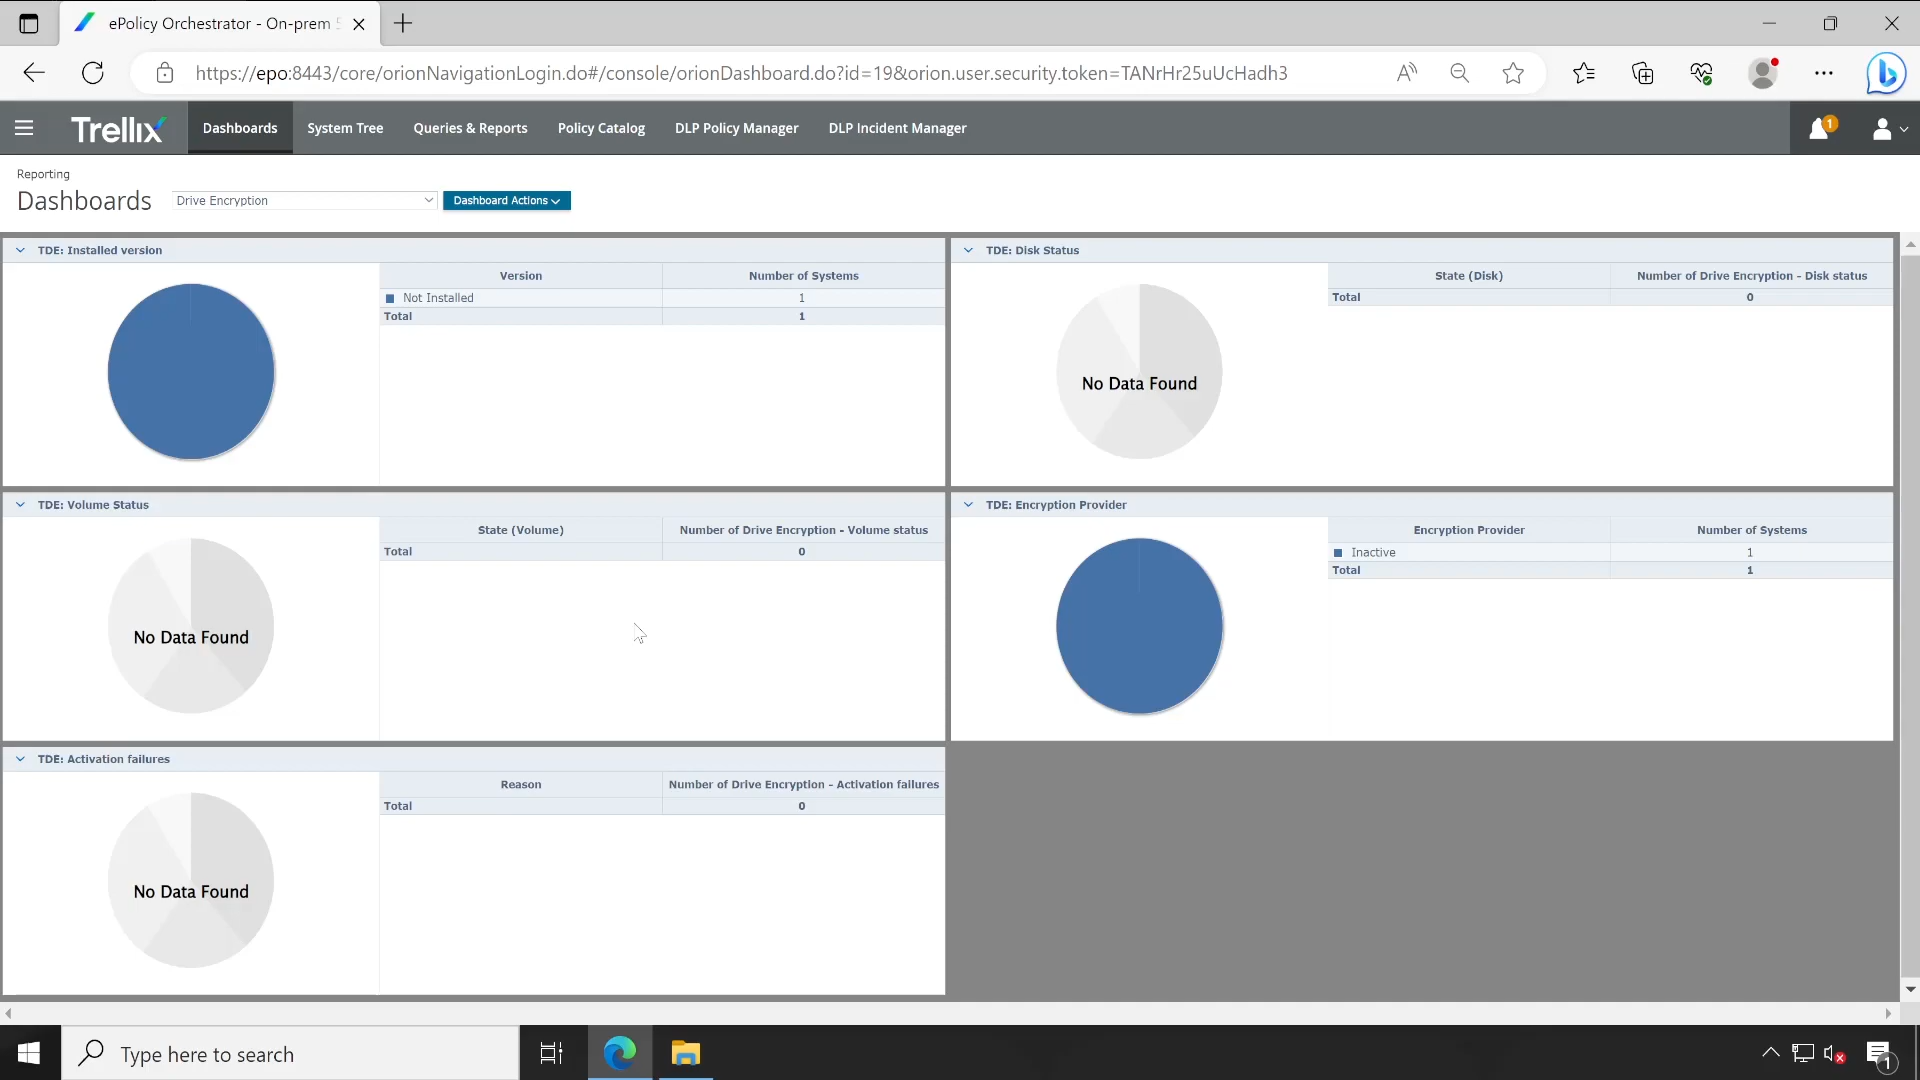 ePolicy Orchestrator - On-prem 5
https://epo:8443/core/orionNavigationLogin.do#/console/orionDashboard.do?id=19&orion.user.security.token=TANrHr25uUcHadh3
Trellix Dashboards System Tree Queries & Reports Policy Catalog DLP Policy Manager DLP Incident Manager 1
Reporting
Dashboards Drive Encryption Dashboard Actions
TDE: Installed version
Version Number of Systems
Not Installed 1
Total 1
TDE: Disk Status
State (Disk) Number of Drive Encryption - Disk status
Total 0
No Data Found
TDE: Volume Status
State (Volume) Number of Drive Encryption - Volume status
Total 0
No Data Found
TDE: Encryption Provider
Encryption Provider Number of Systems
Inactive 1
Total 1
TDE: Activation failures
Reason Number of Drive Encryption - Activation failures
Total 0
No Data Found
Type here to search
1